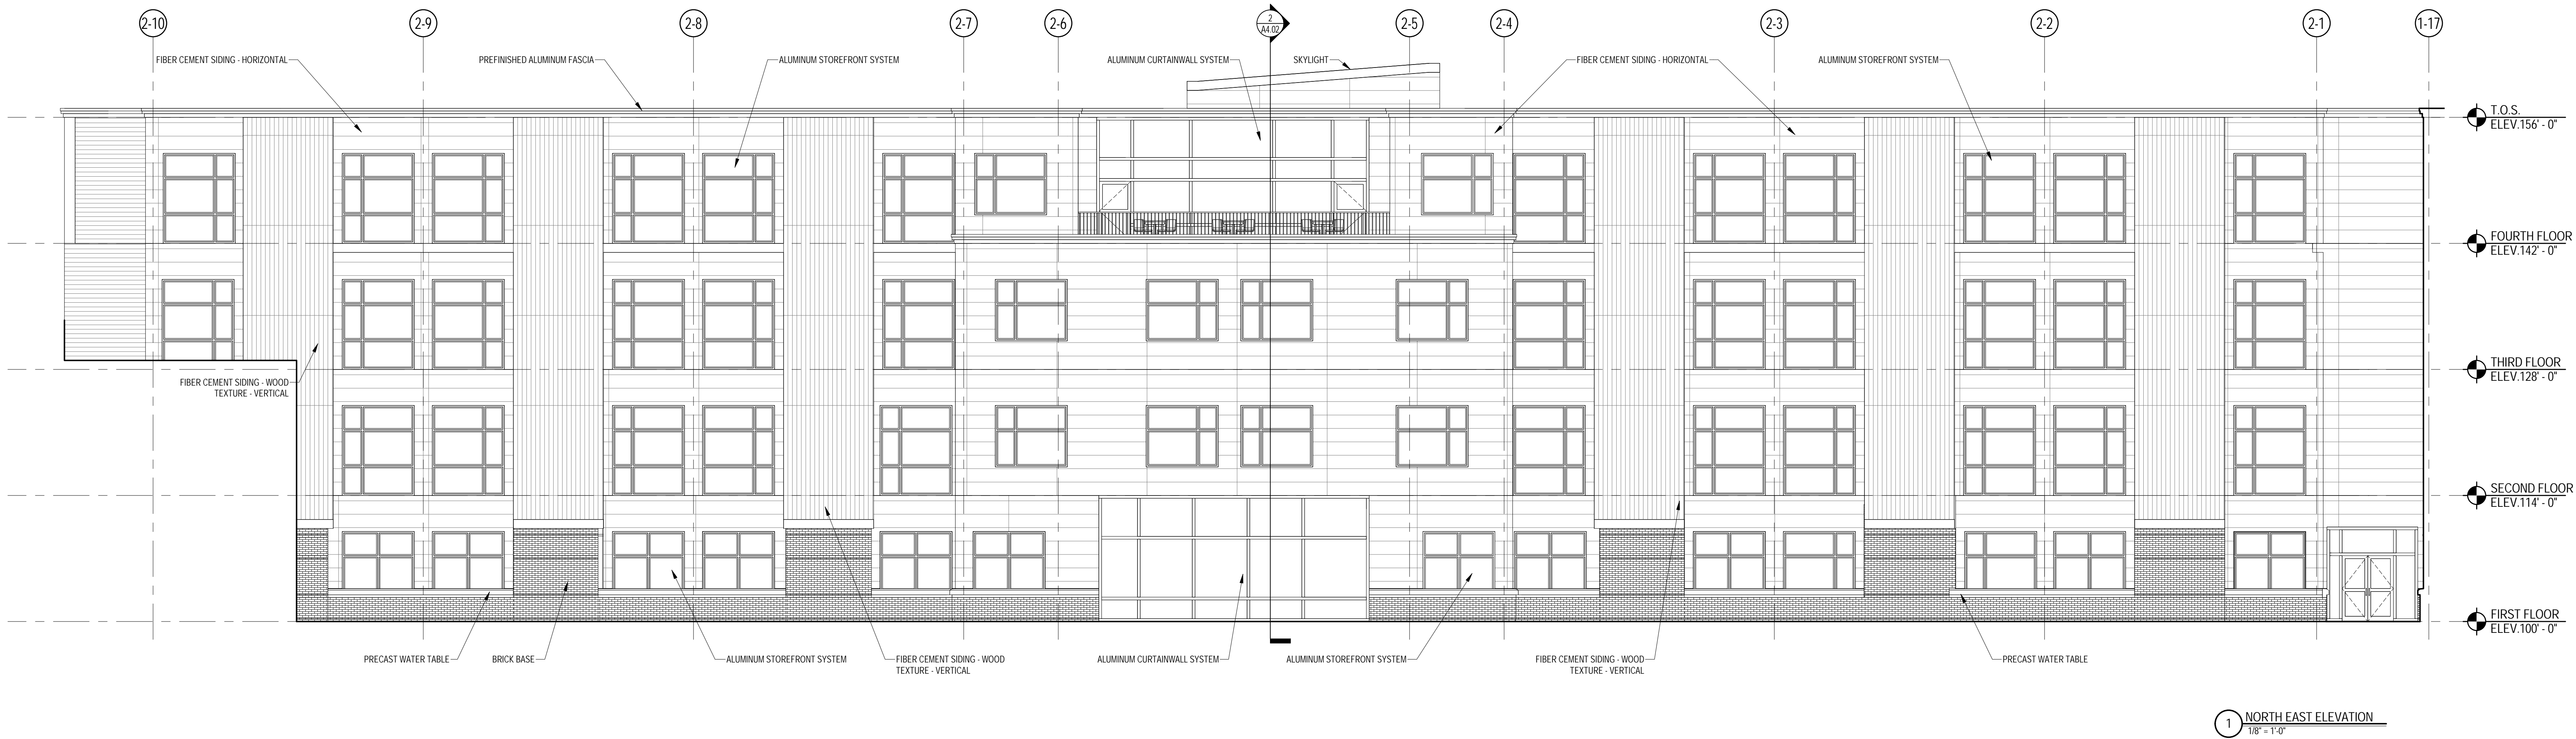 2-10
2-9
2-8
2-7
2-6
2
A4.02
2-5
2-4
2-3
2-2
2-1
1-17
FIBER CEMENT SIDING - HORIZONTAL
PREFINISHED ALUMINUM FASCIA
ALUMINUM STOREFRONT SYSTEM
ALUMINUM CURTAINWALL SYSTEM
SKYLIGHT
FIBER CEMENT SIDING - HORIZONTAL
ALUMINUM STOREFRONT SYSTEM
T.O.S.
ELEV.156' - 0"
FOURTH FLOOR
ELEV.142' - 0"
THIRD FLOOR
ELEV.128' - 0"
FIBER CEMENT SIDING - WOOD
TEXTURE - VERTICAL
SECOND FLOOR
ELEV.114' - 0"
FIRST FLOOR
ELEV.100' - 0"
PRECAST WATER TABLE
BRICK BASE
ALUMINUM STOREFRONT SYSTEM
FIBER CEMENT SIDING - WOOD
TEXTURE - VERTICAL
ALUMINUM CURTAINWALL SYSTEM
ALUMINUM STOREFRONT SYSTEM
FIBER CEMENT SIDING - WOOD
TEXTURE - VERTICAL
PRECAST WATER TABLE
1
NORTH EAST ELEVATION
1/8" = 1'-0"